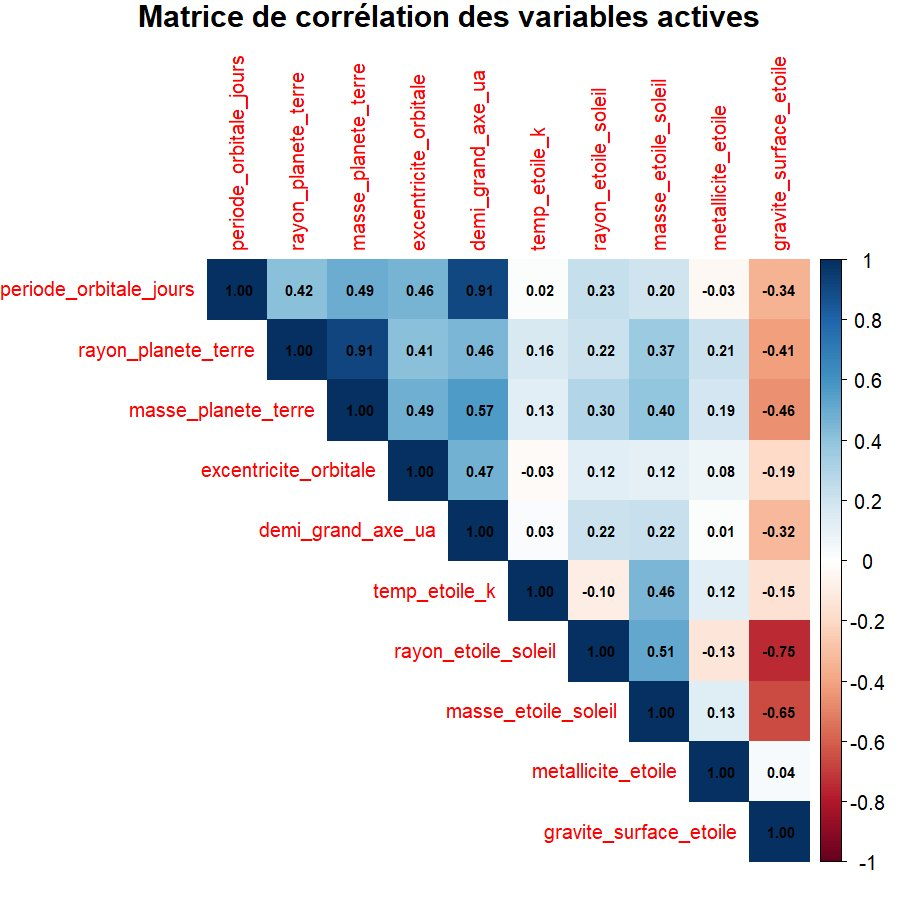 Matrice de corrélation des variables actives
periode_orbitale_jours
rayon_planete_terre
masse_planete_terre
excentricite_orbitale
demi_grand_axe_ua
temp_etoile_k
rayon_etoile_soleil
masse_etoile_soleil
metallicite_etoile
gravite_surface_etoile
periode_orbitale_jours 1.00 0.42 0.49 0.46 0.91 0.02 0.23 0.20 -0.03 -0.34
rayon_planete_terre 1.00 0.91 0.41 0.46 0.16 0.22 0.37 0.21 -0.41
masse_planete_terre 1.00 0.49 0.57 0.13 0.30 0.40 0.19 -0.46
excentricite_orbitale 1.00 0.47 -0.03 0.12 0.12 0.08 -0.19
demi_grand_axe_ua 1.00 0.03 0.22 0.22 0.01 -0.32
temp_etoile_k 1.00 -0.10 0.46 0.12 -0.15
rayon_etoile_soleil 1.00 0.51 -0.13 -0.75
masse_etoile_soleil 1.00 0.13 -0.65
metallicite_etoile 1.00 0.04
gravite_surface_etoile 1.00
1
0.8
0.6
0.4
0.2
0
-0.2
-0.4
-0.6
-0.8
-1